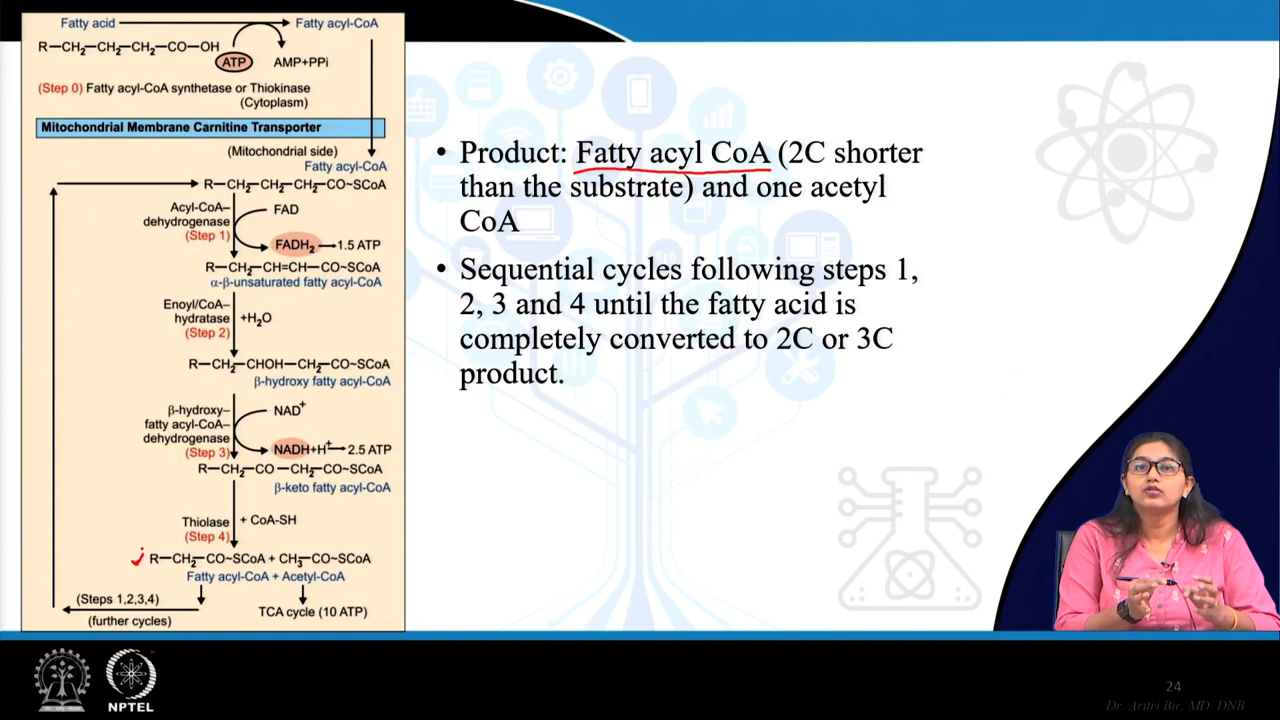 Fatty acid Fatty acyl-CoA
R—CH2—CH2—CH2—CO—OH
ATP AMP+PPi
(Step 0) Fatty acyl-CoA synthetase or Thiokinase
(Cytoplasm)
Mitochondrial Membrane Carnitine Transporter
(Mitochondrial side)
Fatty acyl-CoA
R—CH2—CH2—CH2—CO~SCoA
Acyl-CoA–
dehydrogenase
(Step 1)
FAD
FADH2 1.5 ATP
R—CH2—CH=CH—CO~SCoA
α-β-unsaturated fatty acyl-CoA
Enoyl/CoA–
hydratase
(Step 2)
+H2O
R—CH2—CHOH—CH2—CO~SCoA
β-hydroxy fatty acyl-CoA
β-hydroxy–
fatty acyl-CoA–
dehydrogenase
(Step 3)
NAD+
NADH+H+ 2.5 ATP
R—CH2—CO—CH2—CO~SCoA
β-keto fatty acyl-CoA
Thiolase
(Step 4)
+ CoA-SH
R—CH2—CO~SCoA + CH3—CO~SCoA
Fatty acyl-CoA + Acetyl-CoA
(Steps 1,2,3,4)
(further cycles)
TCA cycle (10 ATP)
• Product: Fatty acyl CoA (2C shorter
than the substrate) and one acetyl
CoA
• Sequential cycles following steps 1,
2, 3 and 4 until the fatty acid is
completely converted to 2C or 3C
product.
NPTEL
24
Dr. Aritri Bir, MD, DNB